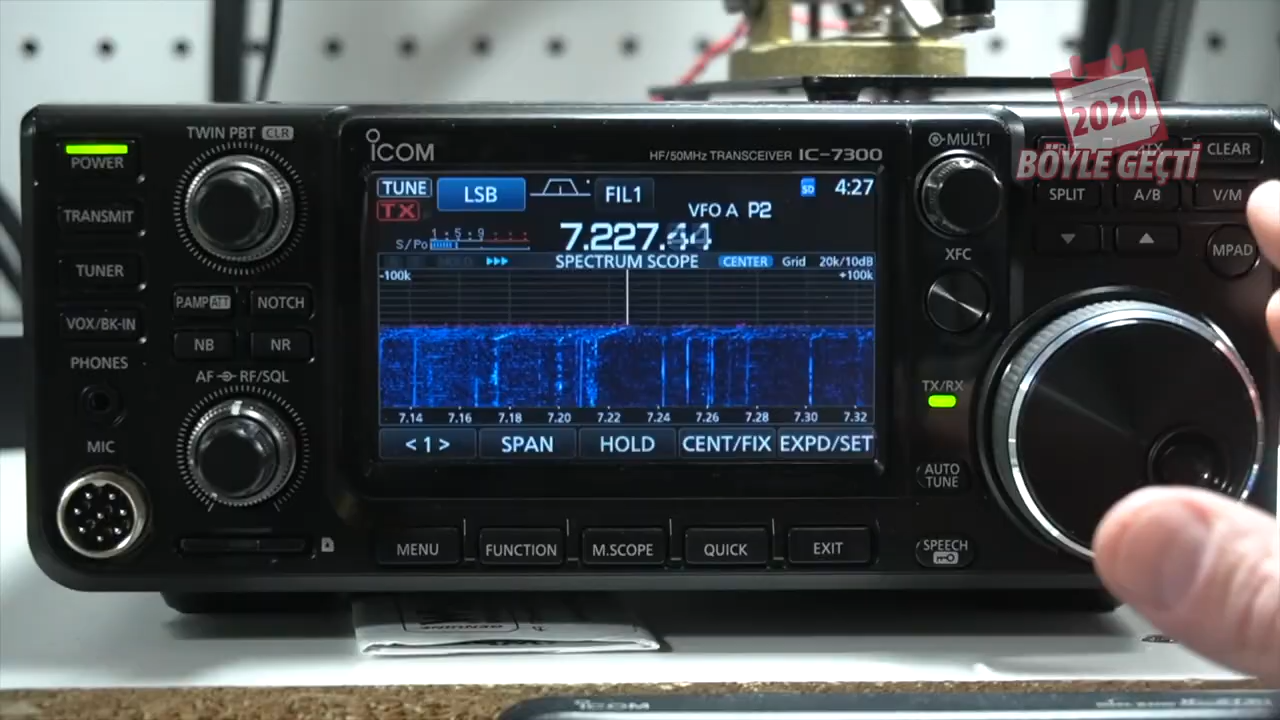 2020
BÖYLE GEÇTİ
POWER
TRANSMIT
TUNER
VOX/BK-IN
PHONES
MIC
TWIN PBT CLR
P.AMP ATT
NOTCH
NB
NR
AF RF/SQL
ICOM
HF/50MHz TRANSCEIVER IC-7300
TUNE
LSB
FIL1
SD
4:27
TX
VFO A P2
S/Po
1 5 9
SPECTRUM SCOPE
CENTER
Grid
20k/10dB
-100k
+100k
7.14 7.16 7.18 7.20 7.22 7.24 7.26 7.28 7.30 7.32
<1>
SPAN
HOLD
CENT/FIX
EXPD/SET
MENU
FUNCTION
M.SCOPE
QUICK
EXIT
MULTI
XFC
CLEAR
SPLIT
A/B
V/M
MPAD
TX/RX
AUTO
TUNE
SPEECH